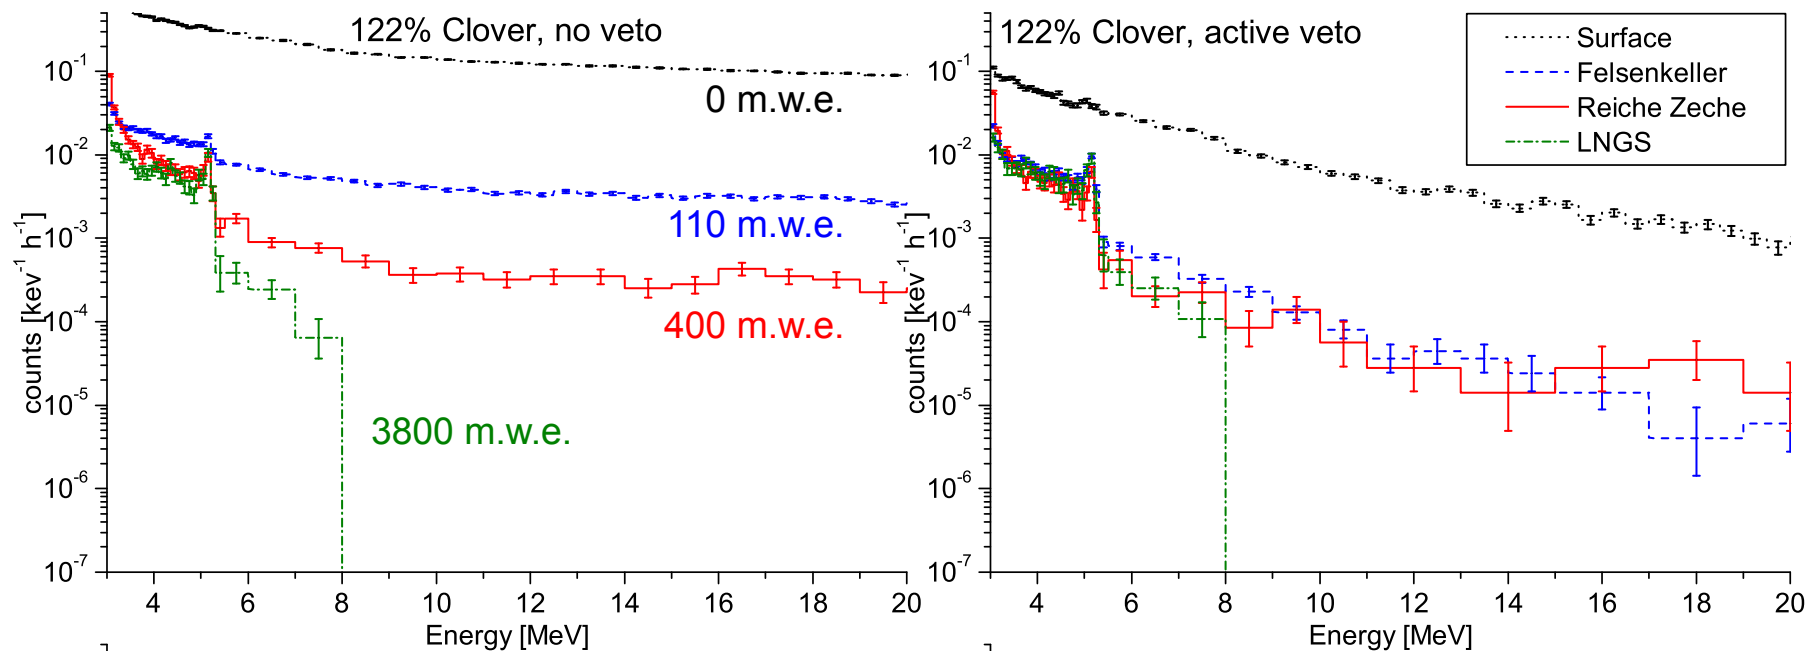 122% Clover, no veto
0 m.w.e.
110 m.w.e.
400 m.w.e.
3800 m.w.e.
counts [kev⁻¹ h⁻¹]
10⁻¹
10⁻²
10⁻³
10⁻⁴
10⁻⁵
10⁻⁶
10⁻⁷
4 6 8 10 12 14 16 18 20
Energy [MeV]
122% Clover, active veto
Surface
Felsenkeller
Reiche Zeche
LNGS
counts [kev⁻¹ h⁻¹]
10⁻¹
10⁻²
10⁻³
10⁻⁴
10⁻⁵
10⁻⁶
10⁻⁷
4 6 8 10 12 14 16 18 20
Energy [MeV]